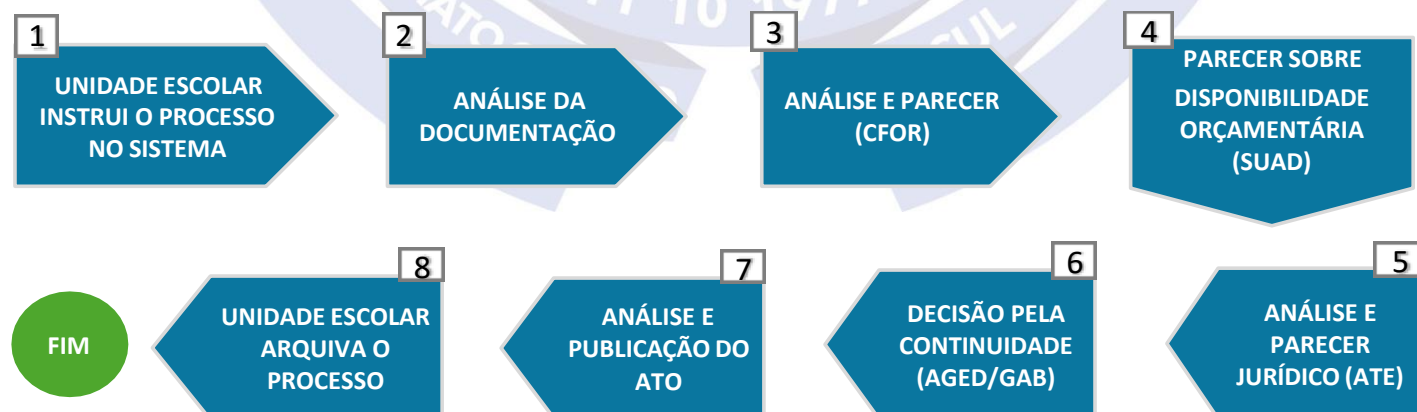 1
UNIDADE ESCOLAR
INSTRUI O PROCESSO
NO SISTEMA
2
ANÁLISE DA
DOCUMENTAÇÃO
3
ANÁLISE E PARECER
(CFOR)
4
PARECER SOBRE
DISPONIBILIDADE
ORÇAMENTÁRIA
(SUAD)
5
ANÁLISE E
PARECER
JURÍDICO (ATE)
6
DECISÃO PELA
CONTINUIDADE
(AGED/GAB)
7
ANÁLISE E
PUBLICAÇÃO DO
ATO
8
UNIDADE ESCOLAR
ARQUIVA O
PROCESSO
FIM